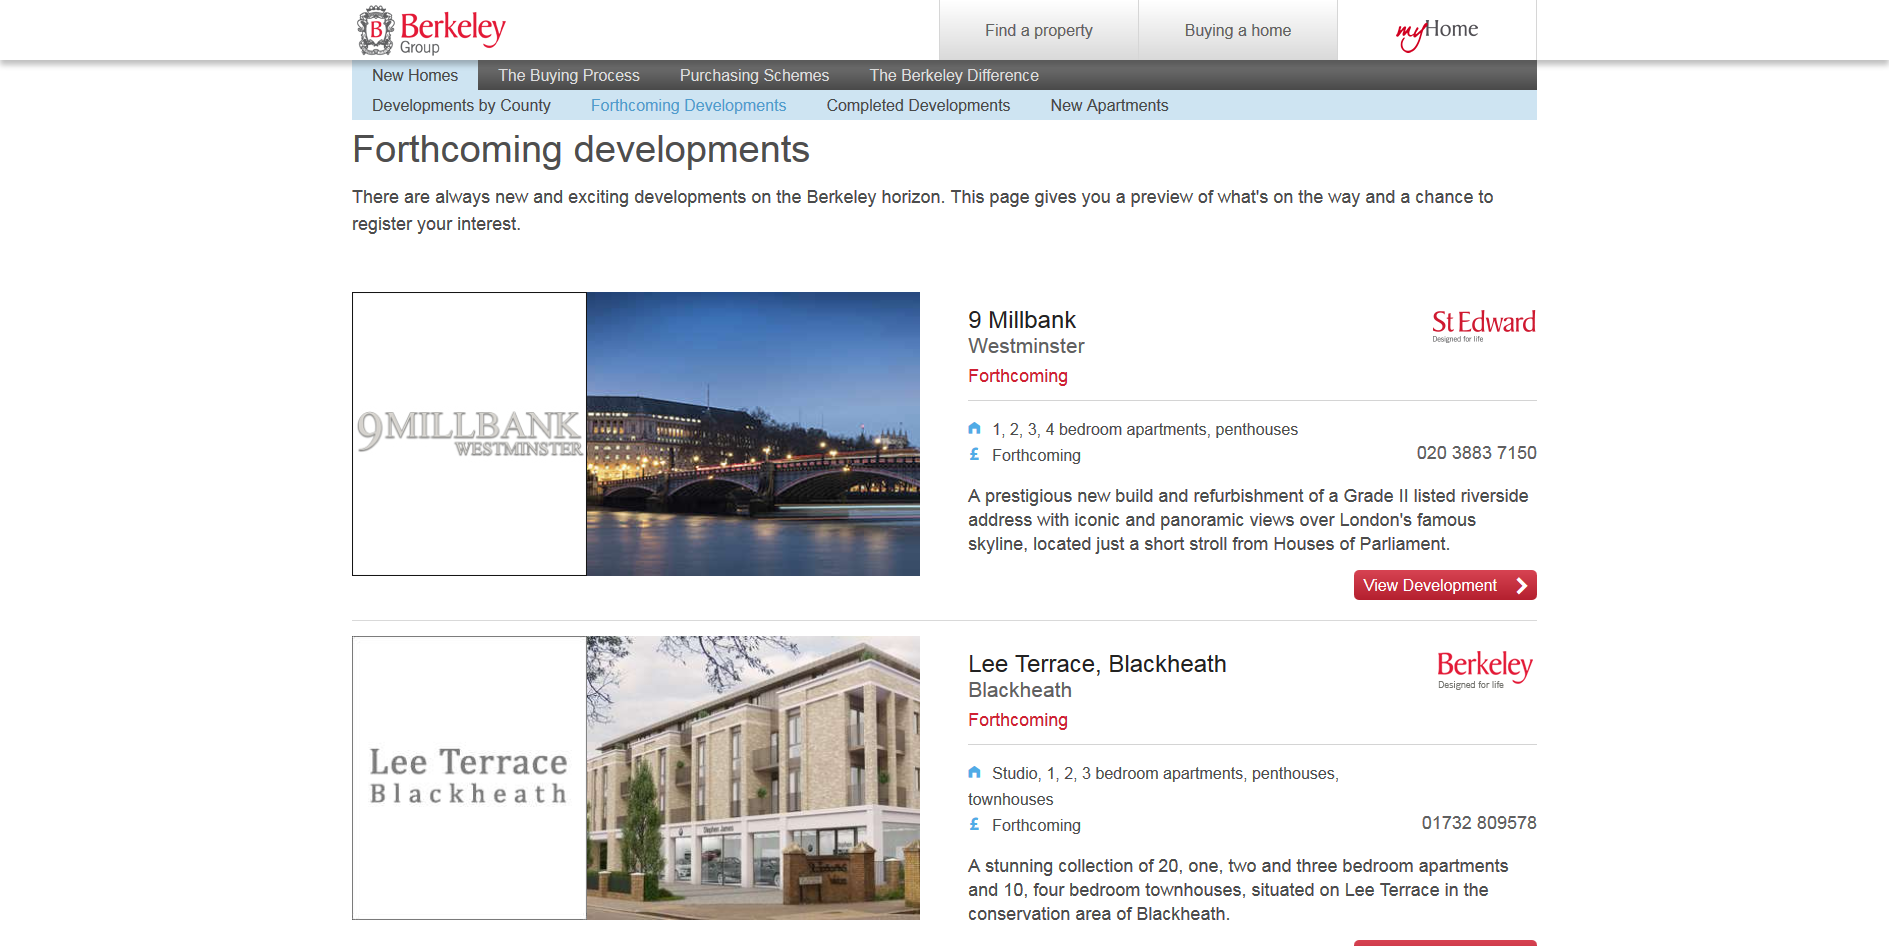 Berkeley
Group
B
Find a property
Buying a home
myHome
New Homes
The Buying Process
Purchasing Schemes
The Berkeley Difference
Developments by County
Forthcoming Developments
Completed Developments
New Apartments
Forthcoming developments
There are always new and exciting developments on the Berkeley horizon. This page gives you a preview of what's on the way and a chance to
register your interest.
9 MILLBANK
WESTMINSTER
9 Millbank
Westminster
Forthcoming
St Edward
Designed for life
1, 2, 3, 4 bedroom apartments, penthouses
£ Forthcoming
020 3883 7150
A prestigious new build and refurbishment of a Grade II listed riverside
address with iconic and panoramic views over London's famous
skyline, located just a short stroll from Houses of Parliament.
View Development
Lee Terrace
Blackheath
Stephen James
Lee Terrace, Blackheath
Blackheath
Forthcoming
Berkeley
Designed for life
Studio, 1, 2, 3 bedroom apartments, penthouses,
townhouses
£ Forthcoming
01732 809578
A stunning collection of 20, one, two and three bedroom apartments
and 10, four bedroom townhouses, situated on Lee Terrace in the
conservation area of Blackheath.